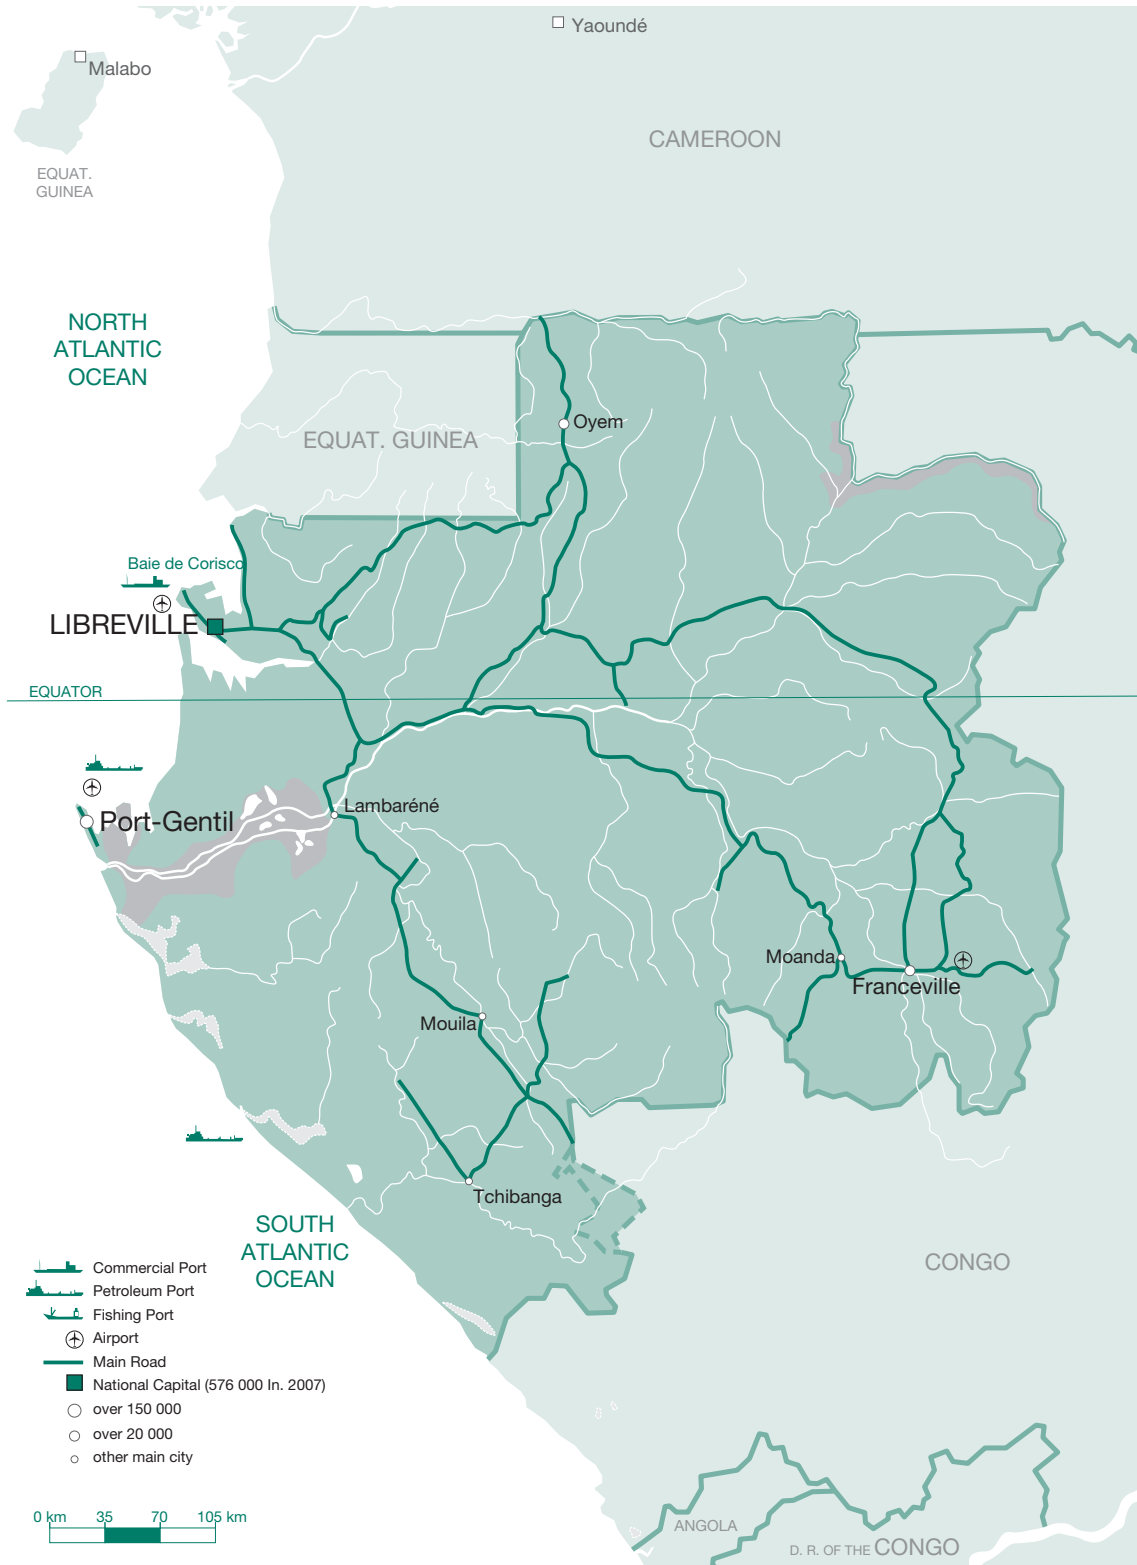 Yaoundé
Malabo
CAMEROON
EQUAT.
GUINEA
NORTH
ATLANTIC
OCEAN
Oyem
EQUAT. GUINEA
Baie de Corisco
LIBREVILLE
EQUATOR
Lambaréné
Port-Gentil
Moanda
Franceville
Mouila
Tchibanga
SOUTH
ATLANTIC
OCEAN
CONGO
Commercial Port
Petroleum Port
Fishing Port
Airport
Main Road
National Capital (576 000 In. 2007)
over 150 000
over 20 000
other main city
0 km 35 70 105 km
ANGOLA
D. R. OF THE CONGO